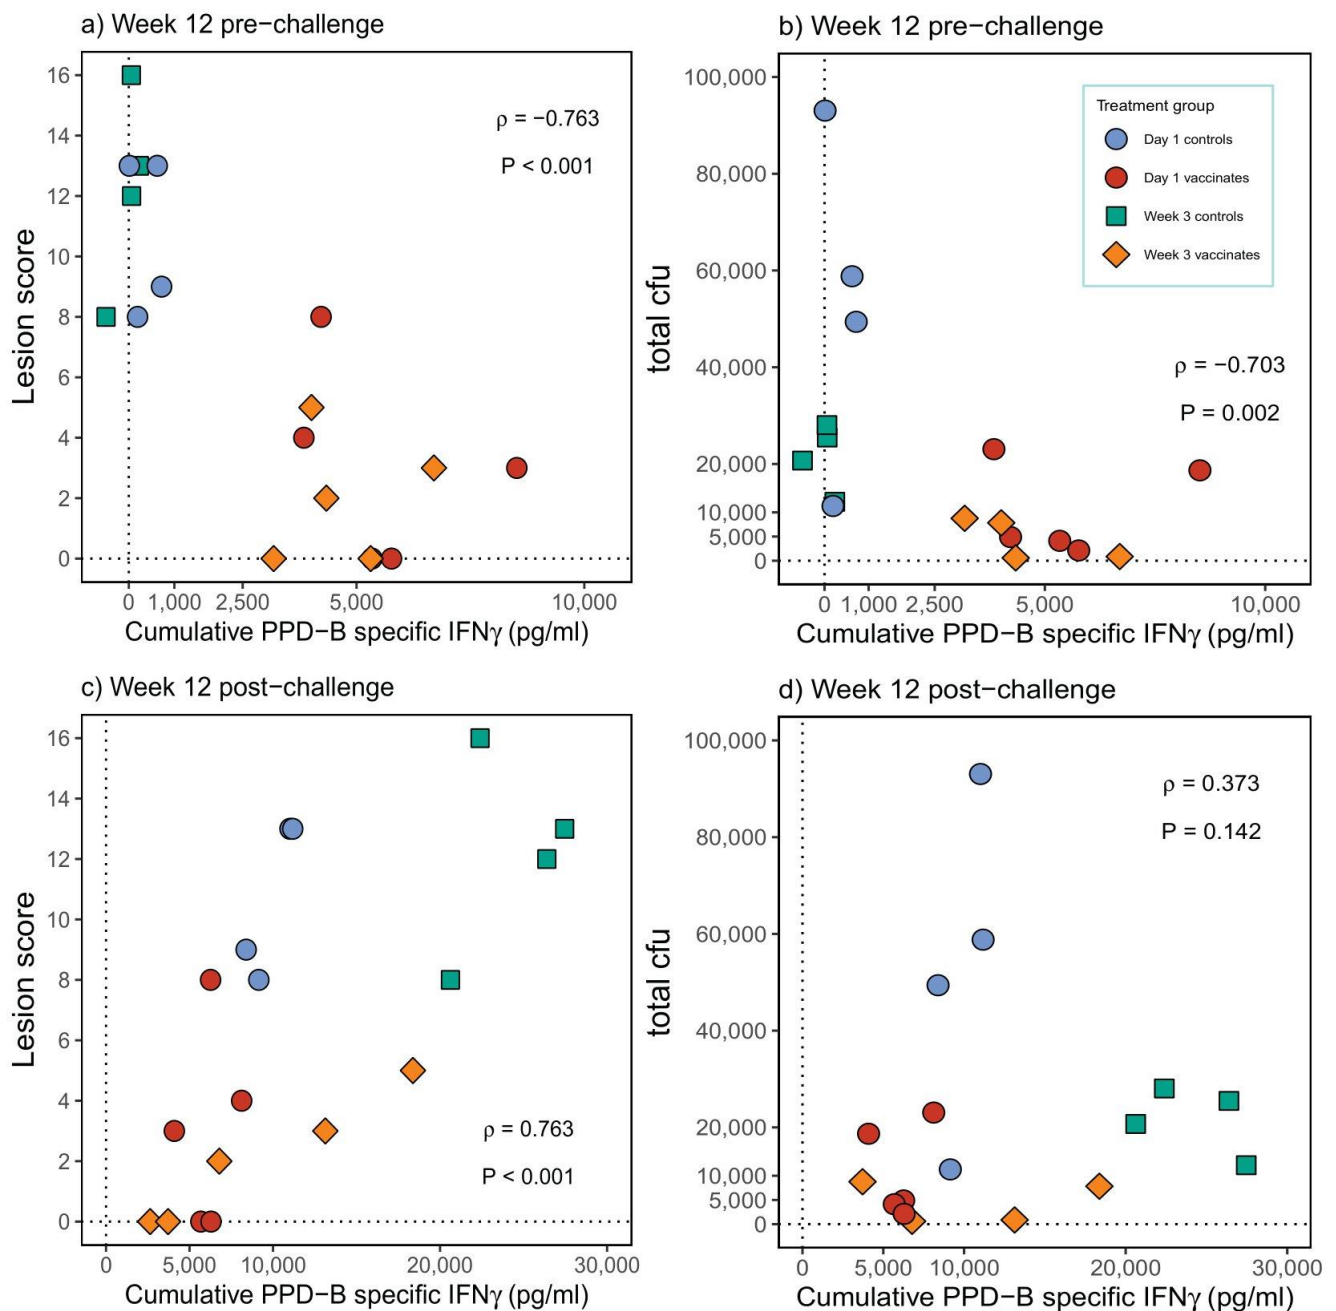 a) Week 12 pre−challenge
Lesion score
16
14
12
10
8
6
4
2
0
ρ = −0.763
P < 0.001
0 1,000 2,500 5,000 10,000
Cumulative PPD−B specific IFNγ (pg/ml)
b) Week 12 pre−challenge
total cfu
100,000
80,000
60,000
40,000
20,000
10,000
5,000
0
Treatment group
Day 1 controls
Day 1 vaccinates
Week 3 controls
Week 3 vaccinates
ρ = −0.703
P = 0.002
0 1,000 2,500 5,000 10,000
Cumulative PPD−B specific IFNγ (pg/ml)
c) Week 12 post−challenge
Lesion score
16
14
12
10
8
6
4
2
0
ρ = 0.763
P < 0.001
0 5,000 10,000 20,000 30,000
Cumulative PPD−B specific IFNγ (pg/ml)
d) Week 12 post−challenge
total cfu
100,000
80,000
60,000
40,000
20,000
10,000
5,000
0
ρ = 0.373
P = 0.142
0 5,000 10,000 20,000 30,000
Cumulative PPD−B specific IFNγ (pg/ml)